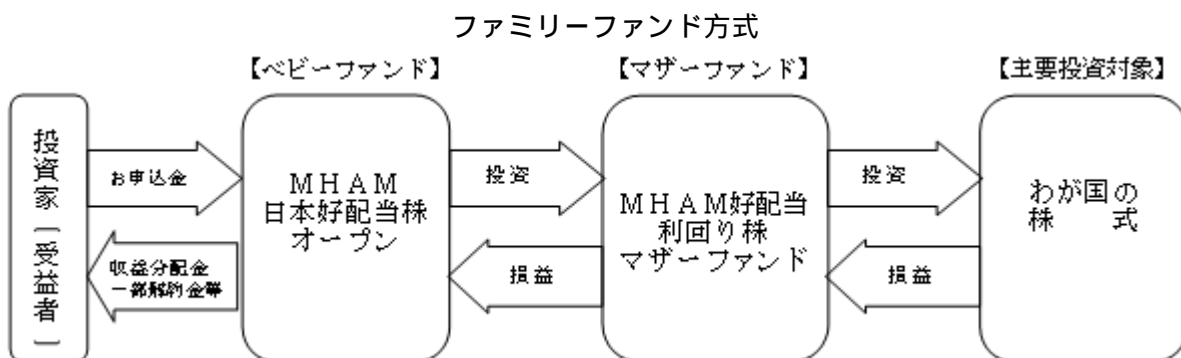 ファミリーファンド方式
【ベビーファンド】
【マザーファンド】
【主要投資対象】
投資家(受益者)
お申込金
収益分配金
一部解約金等
MHAM
日本好配当株
オープン
投資
損益
MHAM好配当
利回り株
マザーファンド
投資
損益
わが国の
株 式